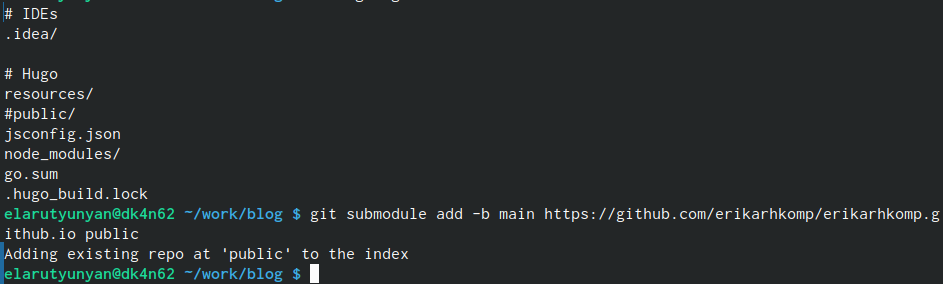 # IDEs
.idea/

# Hugo
resources/
#public/
jsconfig.json
node_modules/
go.sum
.hugo_build.lock
elarutyunyan@dk4n62 ~/work/blog $ git submodule add -b main https://github.com/erikarhkomp/erikarhkomp.g
ithub.io public
Adding existing repo at 'public' to the index
elarutyunyan@dk4n62 ~/work/blog $